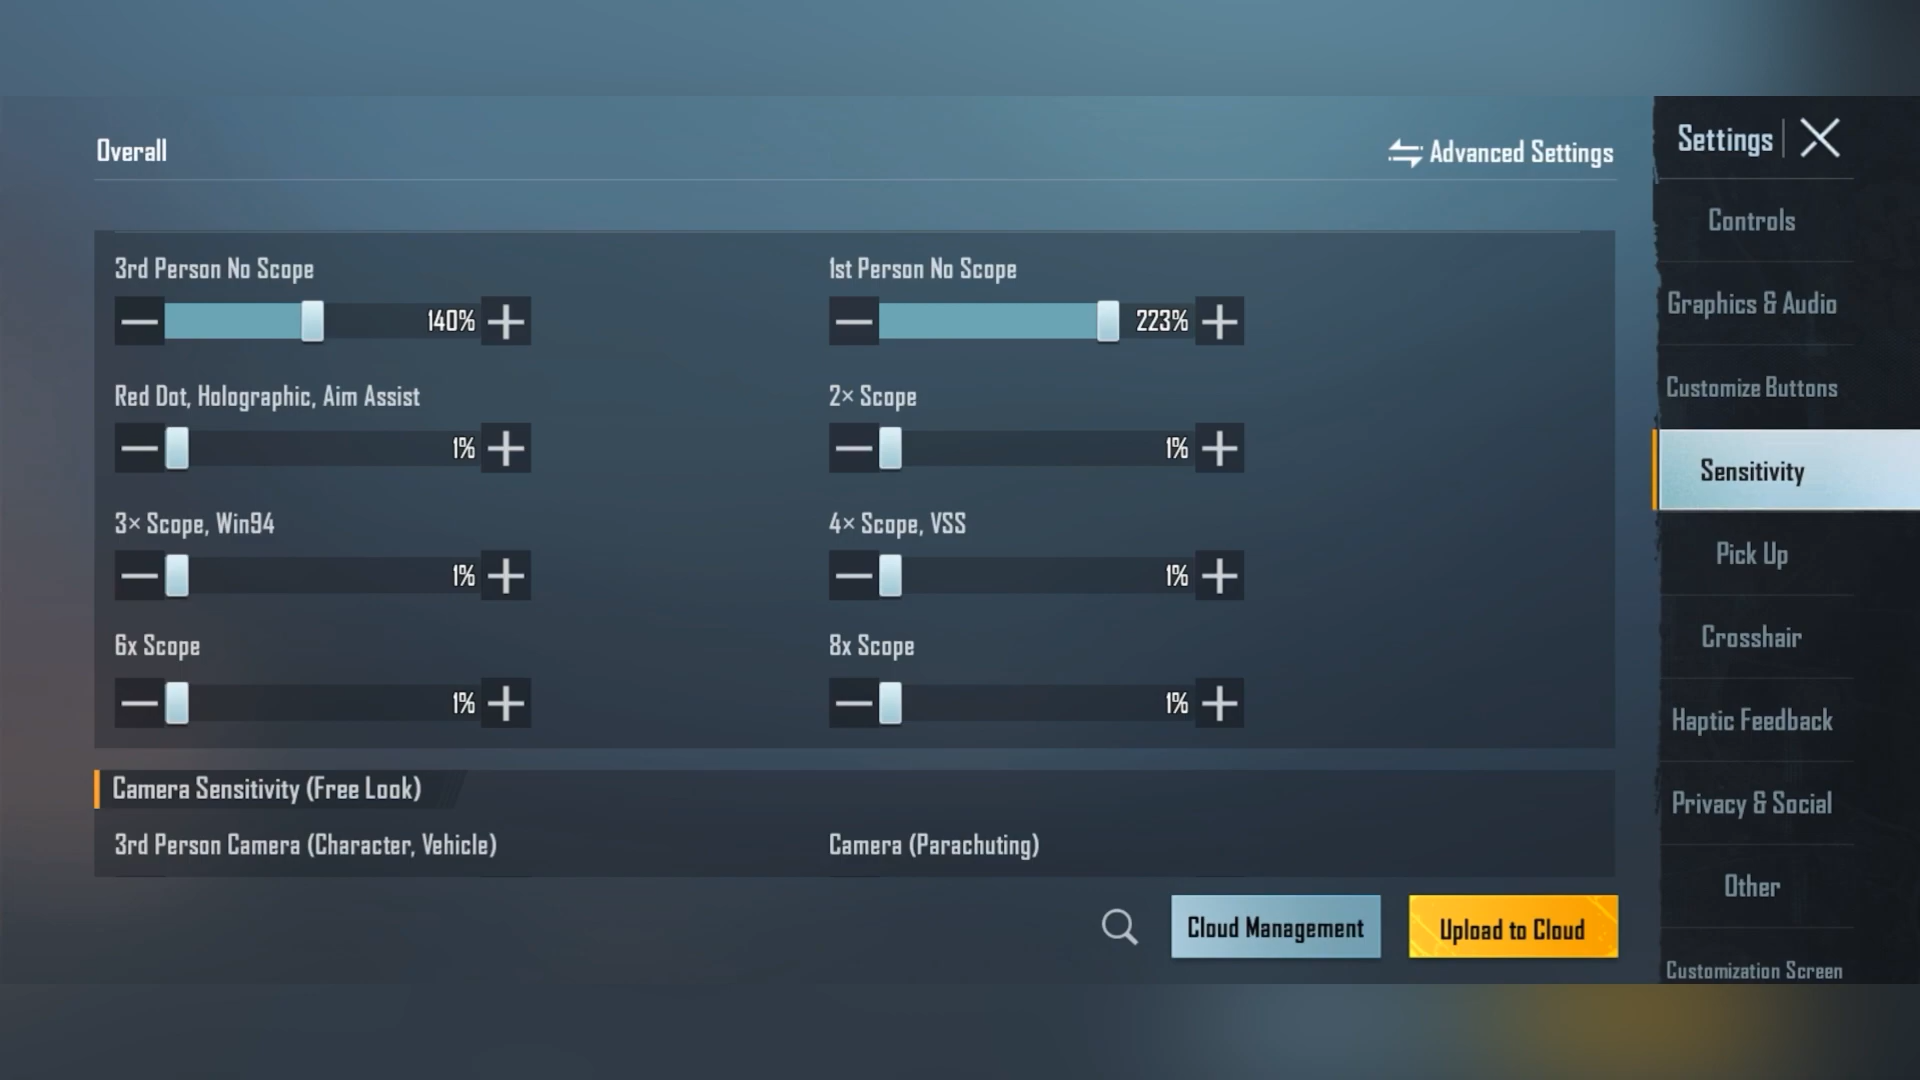 Overall
Advanced Settings
3rd Person No Scope
140%
1st Person No Scope
223%
Red Dot, Holographic, Aim Assist
1%
2× Scope
1%
3× Scope, Win94
1%
4× Scope, VSS
1%
6x Scope
1%
8x Scope
1%
Camera Sensitivity (Free Look)
3rd Person Camera (Character, Vehicle)
Camera (Parachuting)
Cloud Management
Upload to Cloud
Settings
Controls
Graphics & Audio
Customize Buttons
Sensitivity
Pick Up
Crosshair
Haptic Feedback
Privacy & Social
Other
Customization Screen